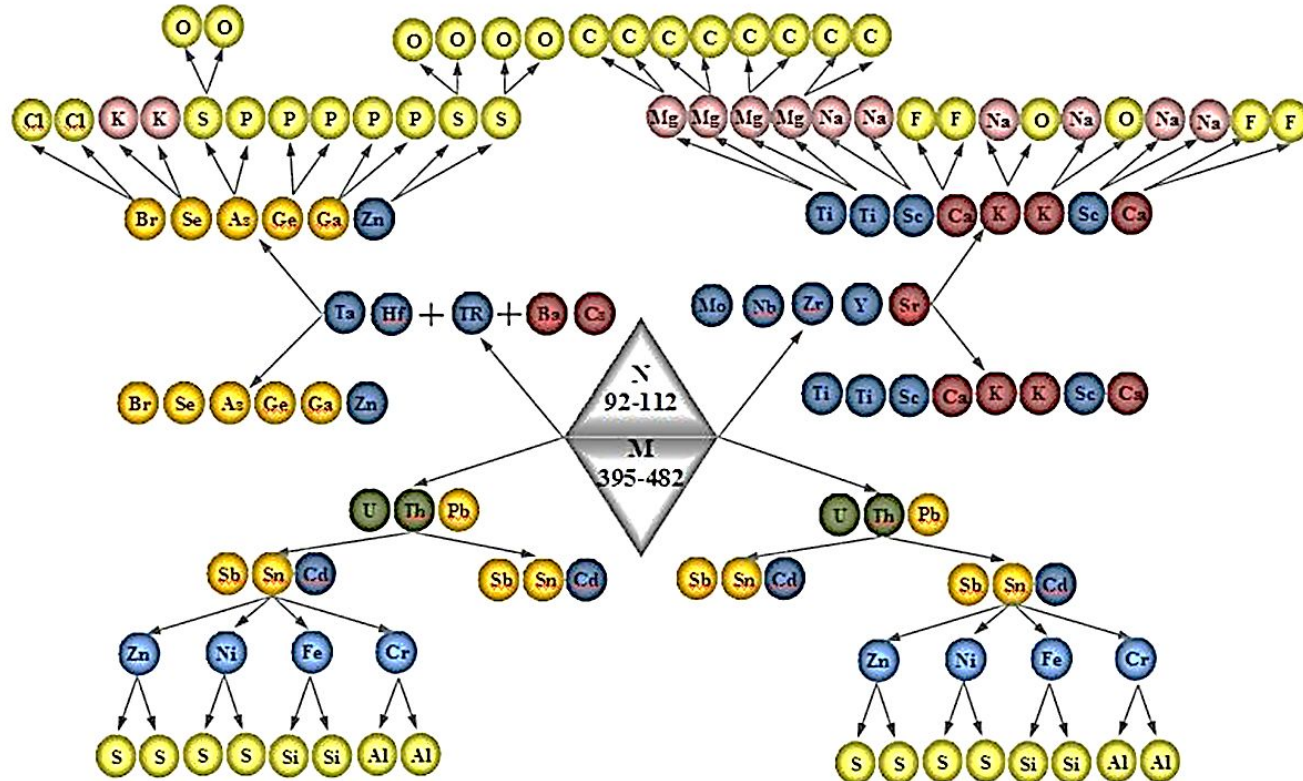 O O
O O O O C C C C C C C C
Cl Cl K K S P P P P P S S
Mg Mg Mg Mg Na Na F F Na O Na O Na Na F F
Br Se As Ge Ga Zn
Ti Ti Sc Ca K K Sc Ca
Ta Hf + TR + Ba Cs
Mo Nb Zr Y Sr
N
92-112
M
395-482
Br Se As Ge Ga Zn
Ti Ti Sc Ca K K Sc Ca
U Th Pb
U Th Pb
Sb Sn Cd
Sb Sn Cd
Sb Sn Cd
Sb Sn Cd
Zn Ni Fe Cr
Zn Ni Fe Cr
S S S S Si Si Al Al
S S S S Si Si Al Al